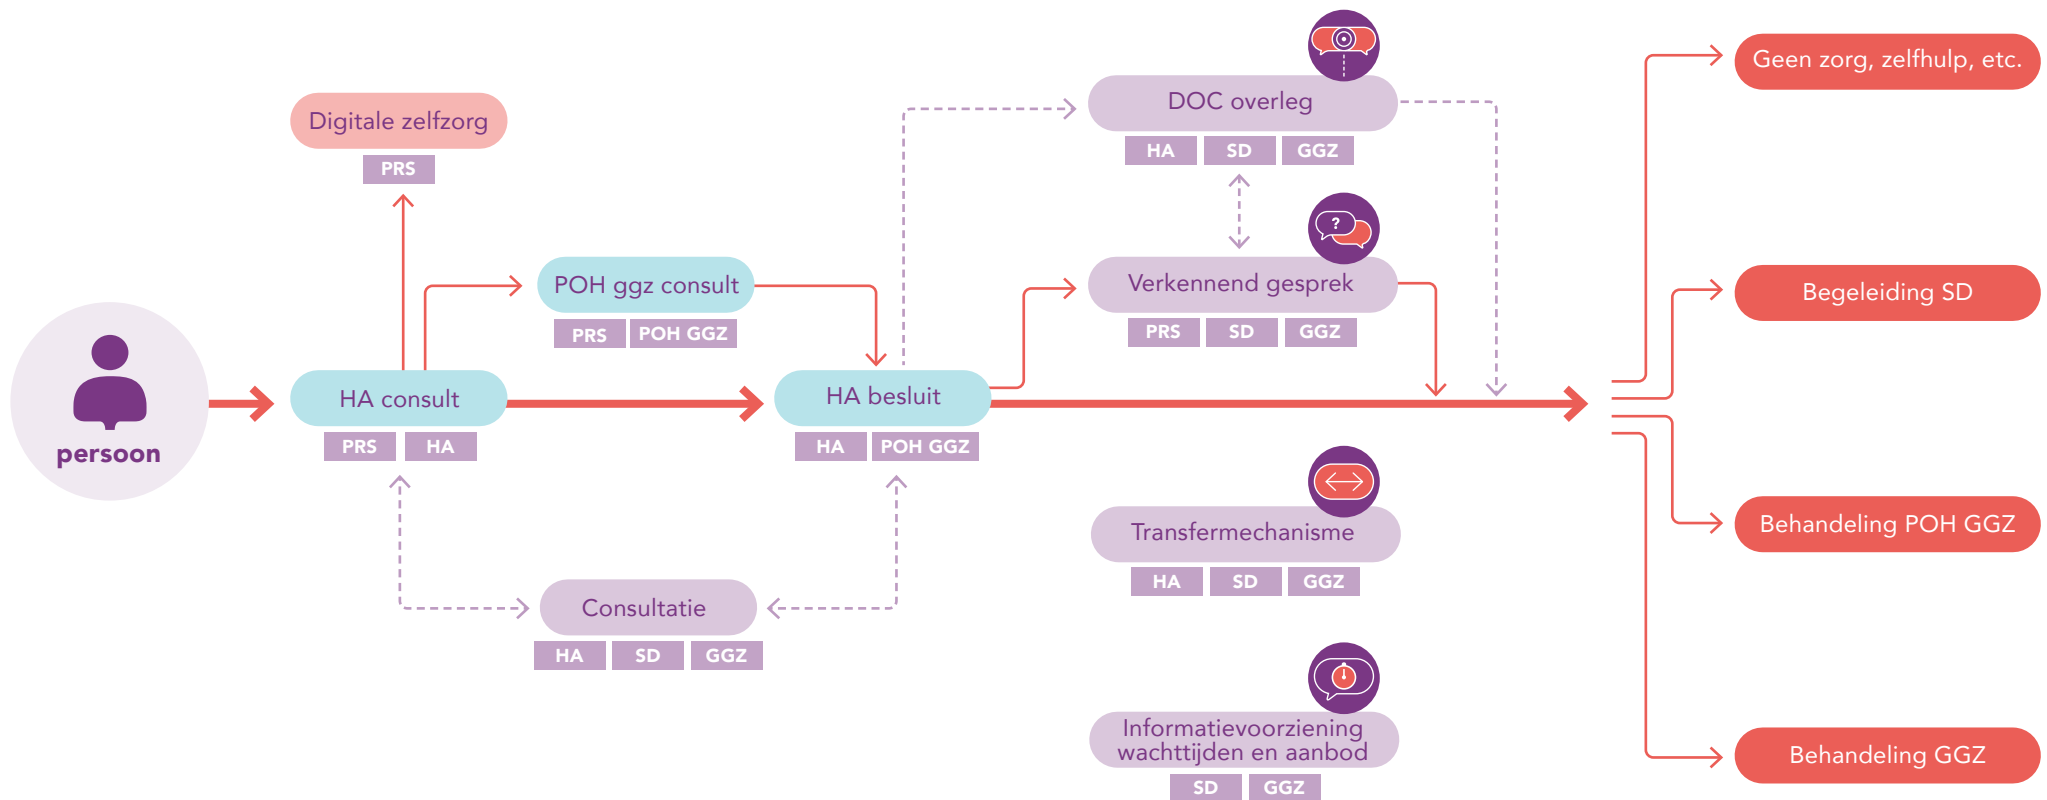 persoon
Digitale zelfzorg
PRS
HA consult
PRS HA
POH ggz consult
PRS POH GGZ
Consultatie
HA SD GGZ
HA besluit
HA POH GGZ
DOC overleg
HA SD GGZ
?
Verkennend gesprek
PRS SD GGZ
Transfermechanisme
HA SD GGZ
Informatievoorziening
wachttijden en aanbod
SD GGZ
Geen zorg, zelfhulp, etc.
Begeleiding SD
Behandeling POH GGZ
Behandeling GGZ